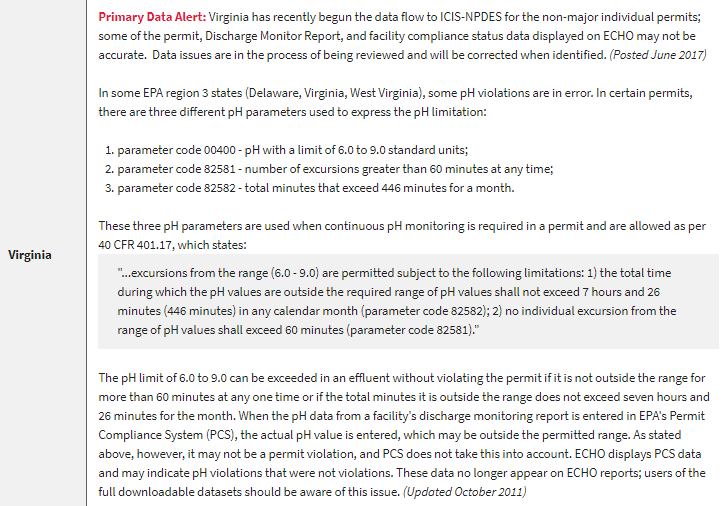 Primary Data Alert: Virginia has recently begun the data flow to ICIS-NPDES for the non-major individual permits;
some of the permit, Discharge Monitor Report, and facility compliance status data displayed on ECHO may not be
accurate.  Data issues are in the process of being reviewed and will be corrected when identified. (Posted June 2017)
In some EPA region 3 states (Delaware, Virginia, West Virginia), some pH violations are in error. In certain permits,
there are three different pH parameters used to express the pH limitation:
1. parameter code 00400 - pH with a limit of 6.0 to 9.0 standard units;
2. parameter code 82581 - number of excursions greater than 60 minutes at any time;
3. parameter code 82582 - total minutes that exceed 446 minutes for a month.
These three pH parameters are used when continuous pH monitoring is required in a permit and are allowed as per
40 CFR 401.17, which states:
Virginia
"...excursions from the range (6.0 - 9.0) are permitted subject to the following limitations: 1) the total time
during which the pH values are outside the required range of pH values shall not exceed 7 hours and 26
minutes (446 minutes) in any calendar month (parameter code 82582); 2) no individual excursion from the
range of pH values shall exceed 60 minutes (parameter code 82581)."
The pH limit of 6.0 to 9.0 can be exceeded in an effluent without violating the permit if it is not outside the range for
more than 60 minutes at any one time or if the total minutes it is outside the range does not exceed seven hours and
26 minutes for the month. When the pH data from a facility's discharge monitoring report is entered in EPA's Permit
Compliance System (PCS), the actual pH value is entered, which may be outside the permitted range. As stated
above, however, it may not be a permit violation, and PCS does not take this into account. ECHO displays PCS data
and may indicate pH violations that were not violations. These data no longer appear on ECHO reports; users of the
full downloadable datasets should be aware of this issue. (Updated October 2011)